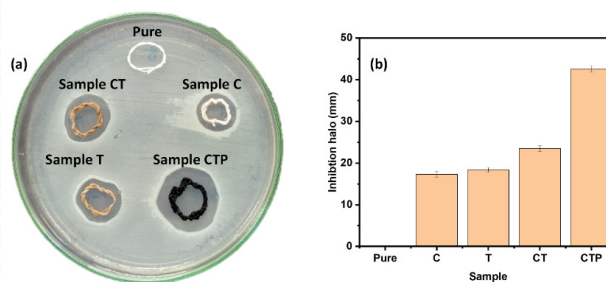 (a)
Pure
Sample CT
Sample C
Sample T
Sample CTP
(b)
Inhibtion halo (mm)
50
40
30
20
10
0
Pure
C
T
CT
CTP
Sample